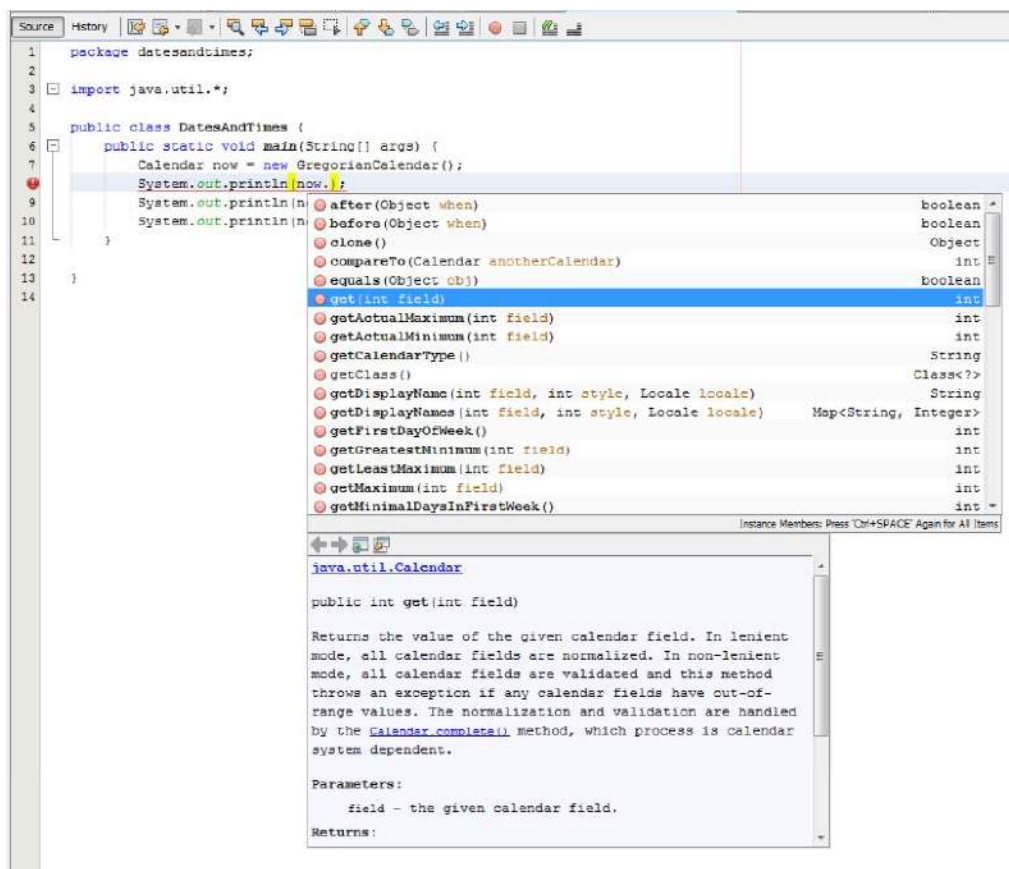 Source History
1 package datesandtimes;
2
3 import java.util.*;
4
5 public class DatesAndTimes {
6 public static void main(String[] args) {
7 Calendar now = new GregorianCalendar();
System.out.println(now.);
9 System.out.println(n
10 System.out.println(n
11 }
12
13 }
14
after(Object when) boolean
before(Object when) boolean
clone() Object
compareTo(Calendar anotherCalendar) int
equals(Object obj) boolean
get(int field) int
getActualMaximum(int field) int
getActualMinimum(int field) int
getCalendarType() String
getClass() Class<?>
getDisplayName(int field, int style, Locale locale) String
getDisplayNames(int field, int style, Locale locale) Map<String, Integer>
getFirstDayOfWeek() int
getGreatestMinimum(int field) int
getLeastMaximum(int field) int
getMaximum(int field) int
getMinimalDaysInFirstWeek() int
Instance Members: Press 'Ctrl+SPACE' Again for All Items
java.util.Calendar
public int get(int field)
Returns the value of the given calendar field. In lenient
mode, all calendar fields are normalized. In non-lenient
mode, all calendar fields are validated and this method
throws an exception if any calendar fields have out-of-
range values. The normalization and validation are handled
by the Calendar.complete() method, which process is calendar
system dependent.
Parameters:
field - the given calendar field.
Returns: